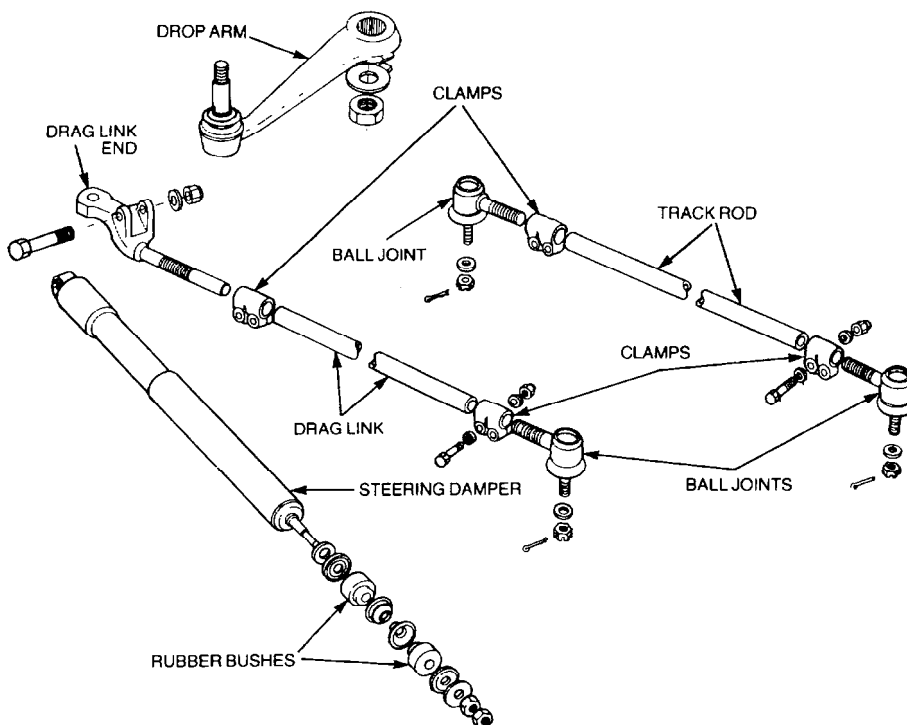 DROP ARM
CLAMPS
DRAG LINK
END
TRACK ROD
BALL JOINT
CLAMPS
DRAG LINK
STEERING DAMPER
BALL JOINTS
RUBBER BUSHES